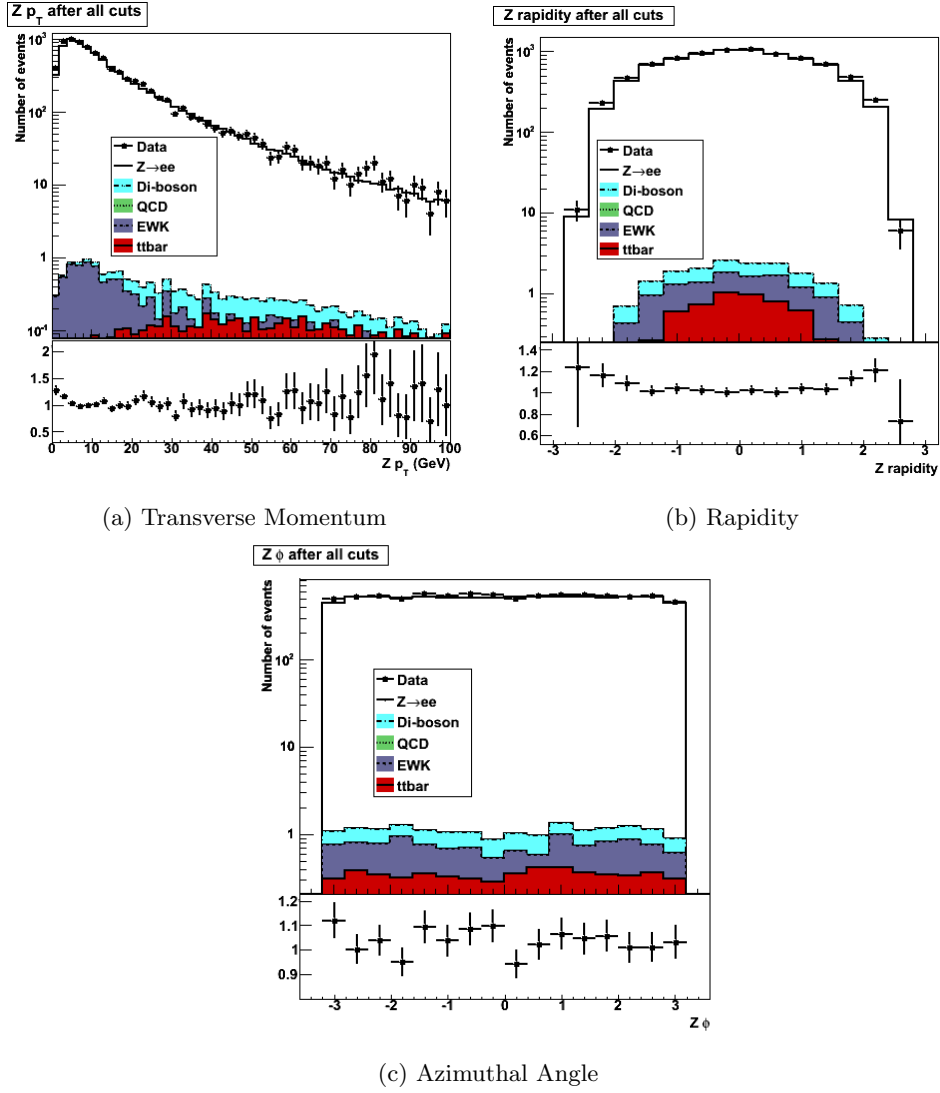 Z pT after all cuts
Number of events
10³
10²
10
1
10⁻¹
Data
Z→ee
Di-boson
QCD
EWK
ttbar
2
1.5
1
0.5
0 10 20 30 40 50 60 70 80 90 100
Z pT (GeV)
(a) Transverse Momentum
Z rapidity after all cuts
Number of events
10³
10²
10
1
Data
Z→ee
Di-boson
QCD
EWK
ttbar
1.4
1.2
1
0.8
0.6
-3 -2 -1 0 1 2 3
Z rapidity
(b) Rapidity
Z ϕ after all cuts
Number of events
10²
10
1
Data
Z→ee
Di-boson
QCD
EWK
ttbar
1.2
1.1
1
0.9
-3 -2 -1 0 1 2 3
Z ϕ
(c) Azimuthal Angle